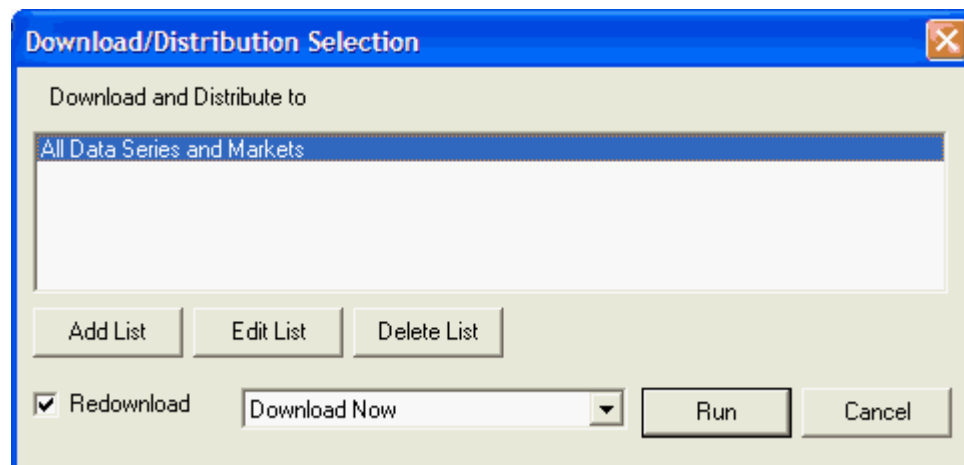 Download/Distribution Selection
Download and Distribute to
All Data Series and Markets
Add List
Edit List
Delete List
Redownload
Download Now
Run
Cancel